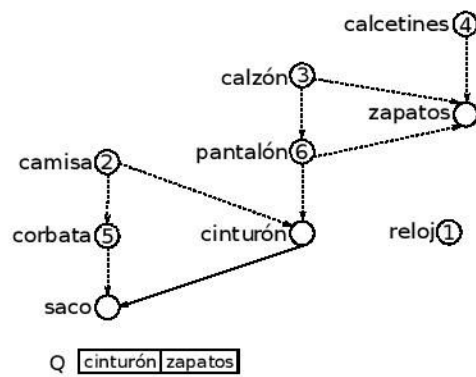 calcetines 4
calzón 3
zapatos
camisa 2
pantalón 6
corbata 5
cinturón
reloj 1
saco
Q cinturón zapatos